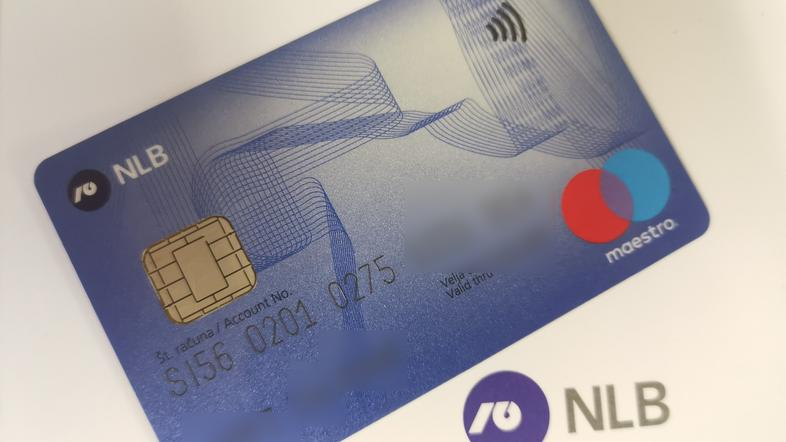 NLB
Št. računa / Account No.
SI56 0201 0275
Velja
Valid thru
maestro
NLB